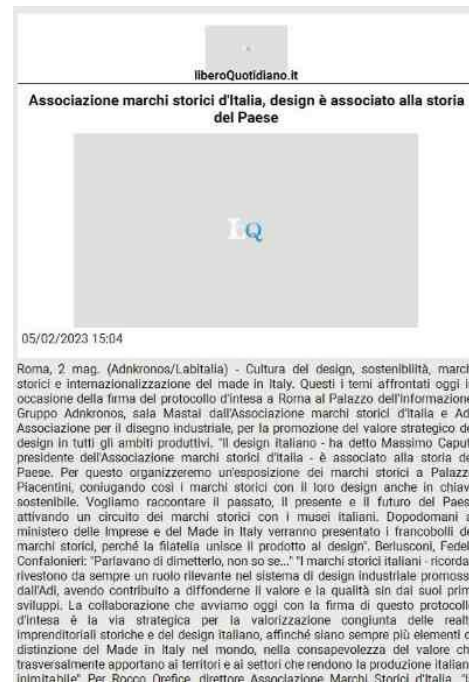 liberoQuotidiano.it
Associazione marchi storici d'Italia, design è associato alla storia
del Paese
LQ
05/02/2023 15:04
Roma, 2 mag. (Adnkronos/Labitalia) - Cultura del design, sostenibilità, marchi
storici e internazionalizzazione del made in Italy. Questi i temi affrontati oggi in
occasione della firma del protocollo d'intesa a Roma al Palazzo dell'Informazione
Gruppo Adnkronos, sala Mastai dall'Associazione marchi storici d'Italia e Adi
Associazione per il disegno industriale, per la promozione del valore strategico del
design in tutti gli ambiti produttivi. "Il design italiano - ha detto Massimo Caput
presidente dell'Associazione marchi storici d'Italia - è associato alla storia del
Paese. Per questo organizzeremo un'esposizione dei marchi storici a Palazzo
Piacentini, coniugando così i marchi storici con il loro design anche in chiave
sostenibile. Vogliamo raccontare il passato, il presente e il futuro del Paese
attivando un circuito dei marchi storici con i musei italiani. Dopodomani al
ministero delle Imprese e del Made in Italy verranno presentato i francobolli dei
marchi storici, perché la filatelia unisce il prodotto al design". Berlusconi, Fedele
Confalonieri: "Parlavano di dimetterlo, non so se..." "I marchi storici italiani - ricorda
rivestono da sempre un ruolo rilevante nel sistema di design industriale promosso
dall'Adi, avendo contribuito a diffonderne il valore e la qualità sin dai suoi primi
sviluppi. La collaborazione che avviamo oggi con la firma di questo protocollo
d'intesa è la via strategica per la valorizzazione congiunta delle realtà
imprenditoriali storiche e del design italiano, affinché siano sempre più elementi di
distinzione del Made in Italy nel mondo, nella consapevolezza del valore che
trasversalmente apportano ai territori e ai settori che rendono la produzione italiana
inimitabile". Per Rocco Orefice, direttore Associazione Marchi Storici d'Italia, "I